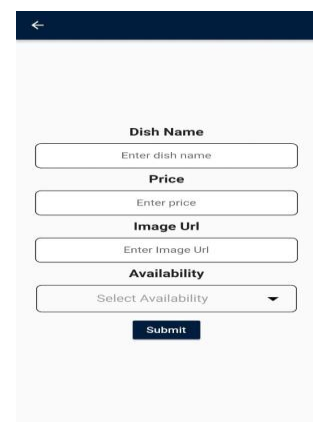 Dish Name
Enter dish name
Price
Enter price
Image Url
Enter Image Url
Availability
Select Availability
Submit